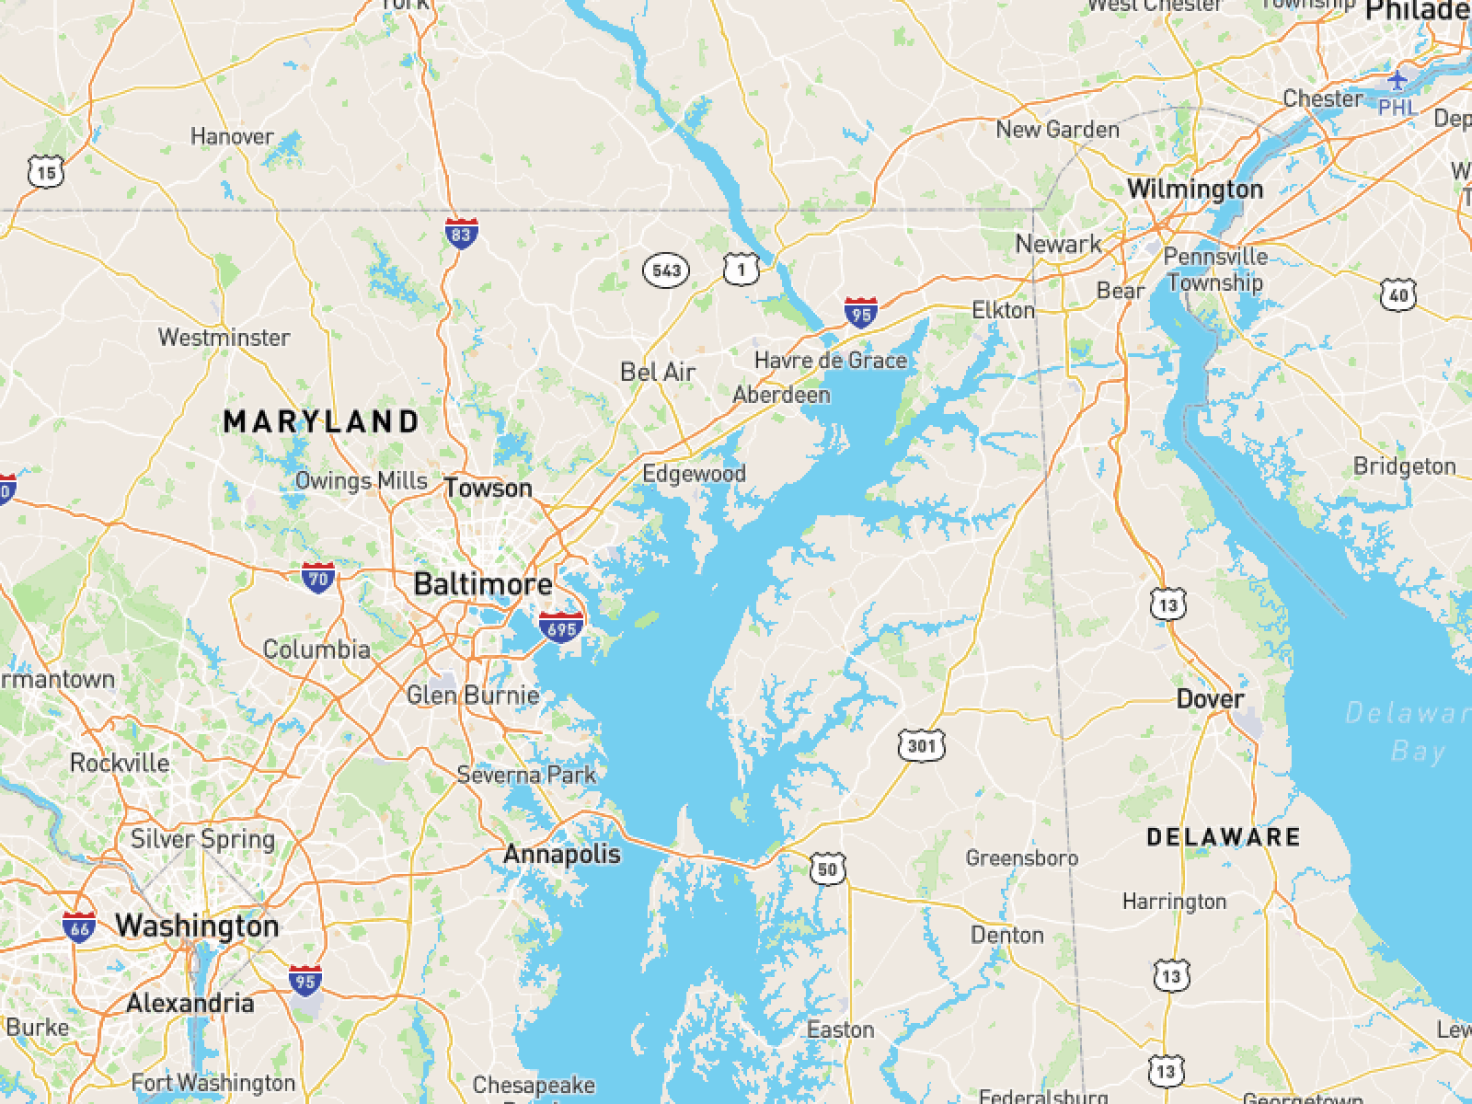 York
West Chester
Township
Philade
Chester
PHL
Dep
Hanover
New Garden
15
Wilmington
W
T
83
Newark
543
1
Pennsville
Township
Bear
40
95
Elkton
Westminster
Havre de Grace
Bel Air
Aberdeen
MARYLAND
Bridgeton
Owings Mills
Edgewood
Towson
0
70
Baltimore
13
695
Columbia
rmantown
Glen Burnie
Dover
Delawar
Bay
301
Rockville
Severna Park
Silver Spring
DELAWARE
Annapolis
Greensboro
50
Harrington
66
Washington
Denton
95
13
Alexandria
Burke
Easton
Lew
13
Fort Washington
Chesapeake
Federalsburg
Georgetown